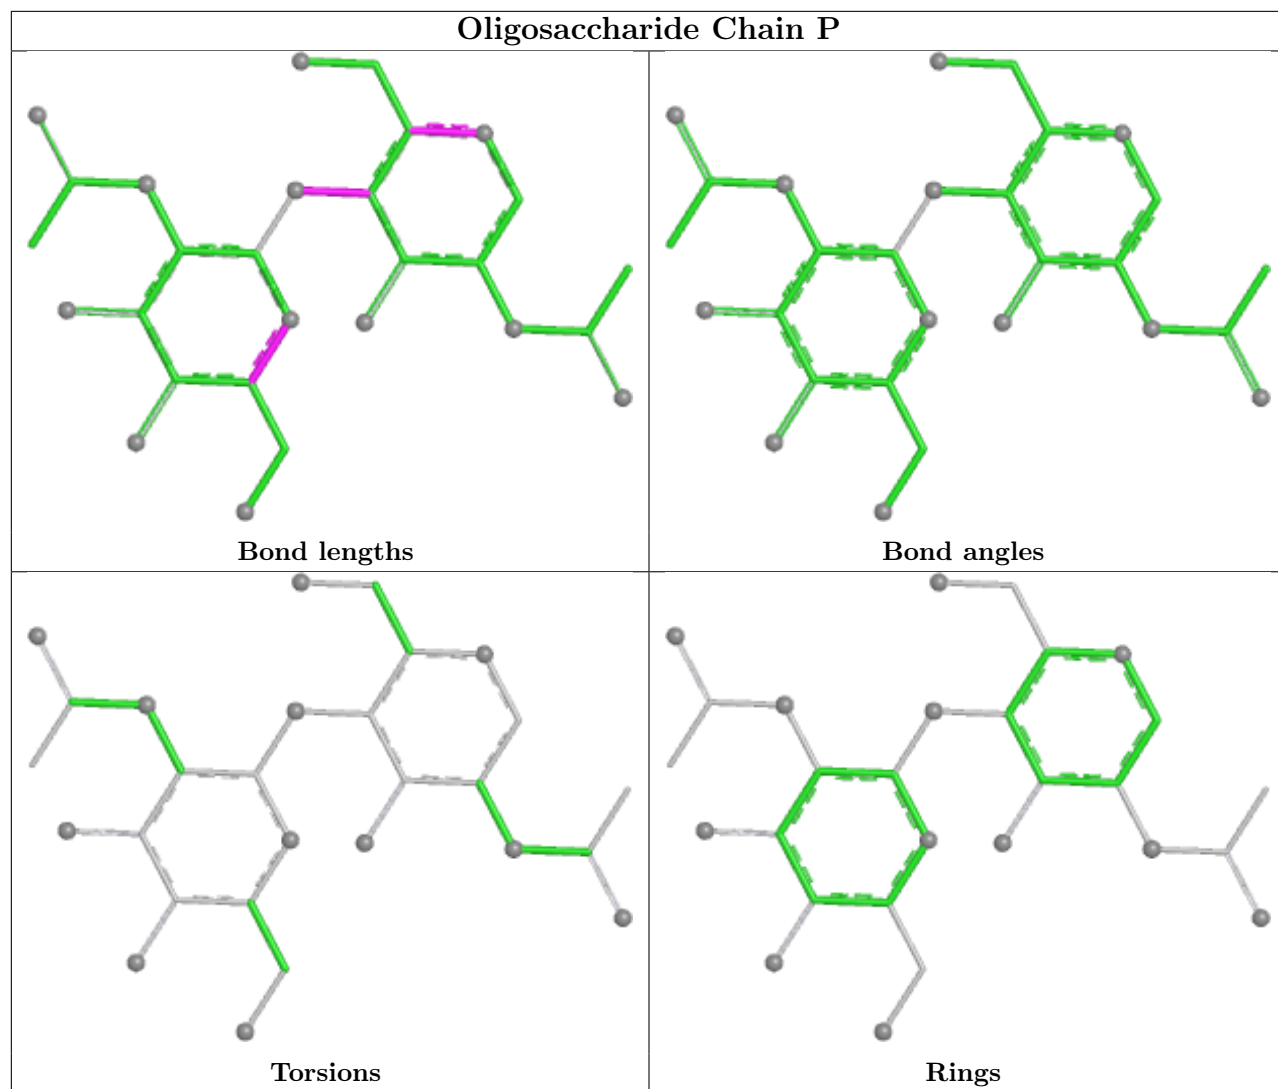 Oligosaccharide Chain P
Bond lengths
Bond angles
Torsions
Rings